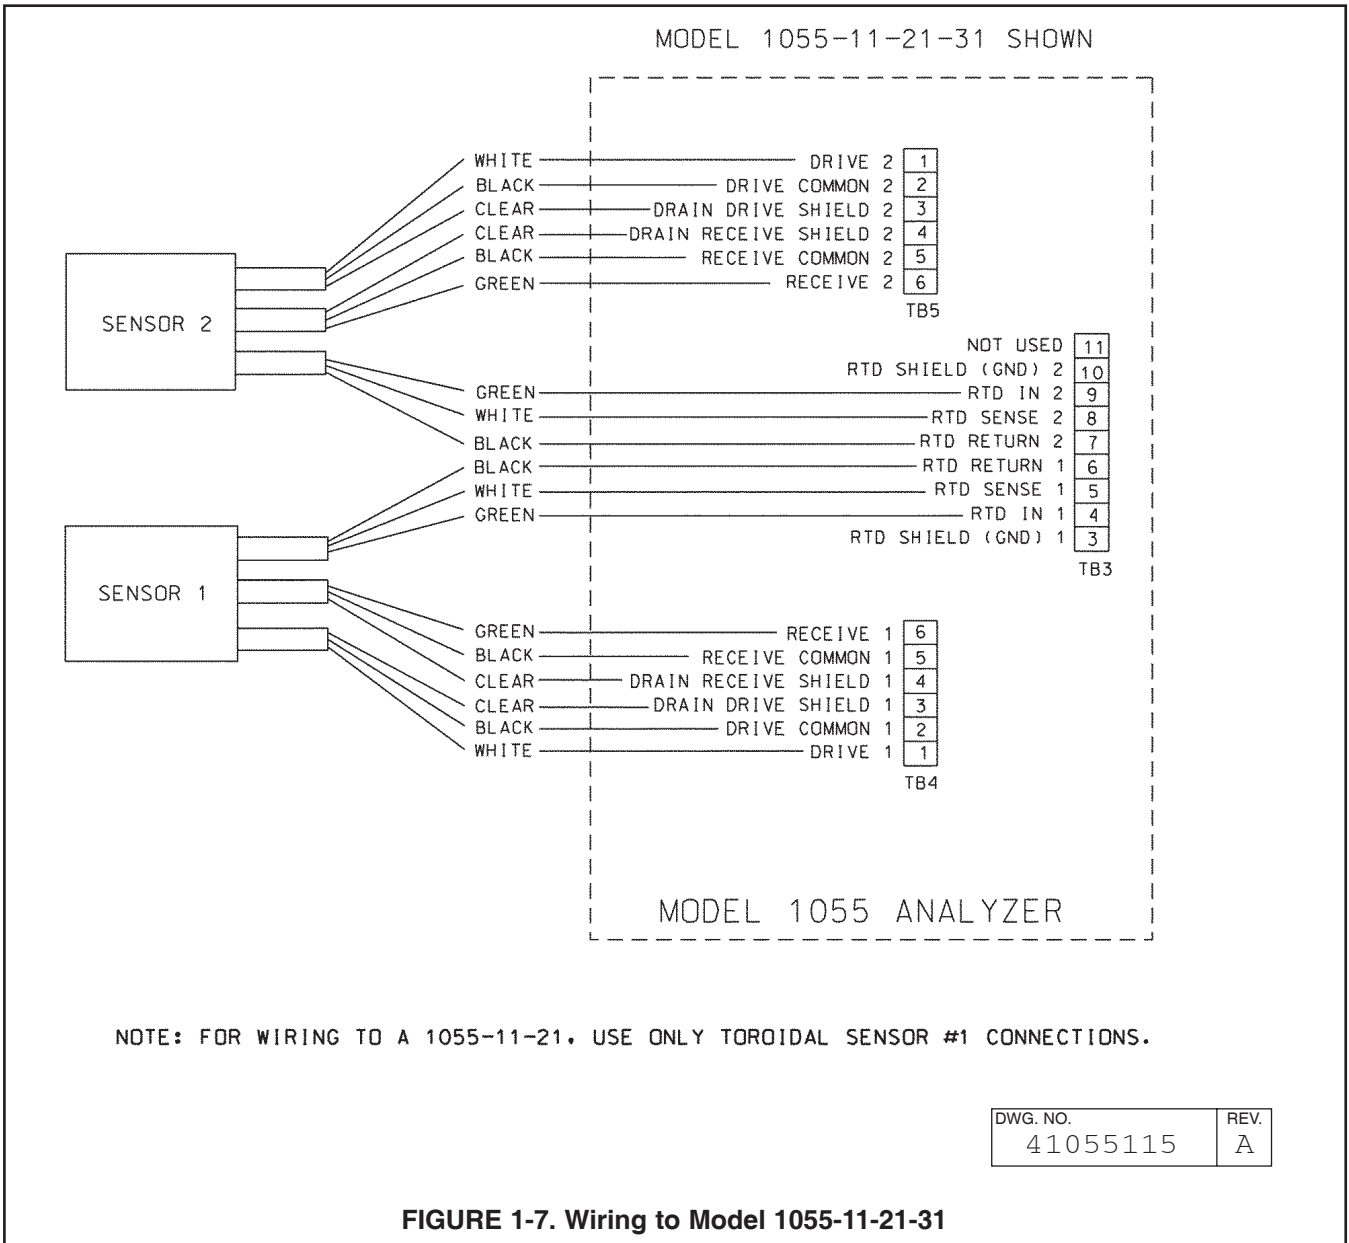 MODEL 1055-11-21-31 SHOWN
WHITE DRIVE 2 1
BLACK DRIVE COMMON 2 2
CLEAR DRAIN DRIVE SHIELD 2 3
CLEAR DRAIN RECEIVE SHIELD 2 4
BLACK RECEIVE COMMON 2 5
GREEN RECEIVE 2 6
TB5
SENSOR 2
NOT USED 11
RTD SHIELD (GND) 2 10
GREEN RTD IN 2 9
WHITE RTD SENSE 2 8
BLACK RTD RETURN 2 7
BLACK RTD RETURN 1 6
WHITE RTD SENSE 1 5
GREEN RTD IN 1 4
RTD SHIELD (GND) 1 3
TB3
SENSOR 1
GREEN RECEIVE 1 6
BLACK RECEIVE COMMON 1 5
CLEAR DRAIN RECEIVE SHIELD 1 4
CLEAR DRAIN DRIVE SHIELD 1 3
BLACK DRIVE COMMON 1 2
WHITE DRIVE 1 1
TB4
MODEL 1055 ANALYZER
NOTE: FOR WIRING TO A 1055-11-21, USE ONLY TOROIDAL SENSOR #1 CONNECTIONS.
DWG. NO. REV.
41055115 A
FIGURE 1-7. Wiring to Model 1055-11-21-31